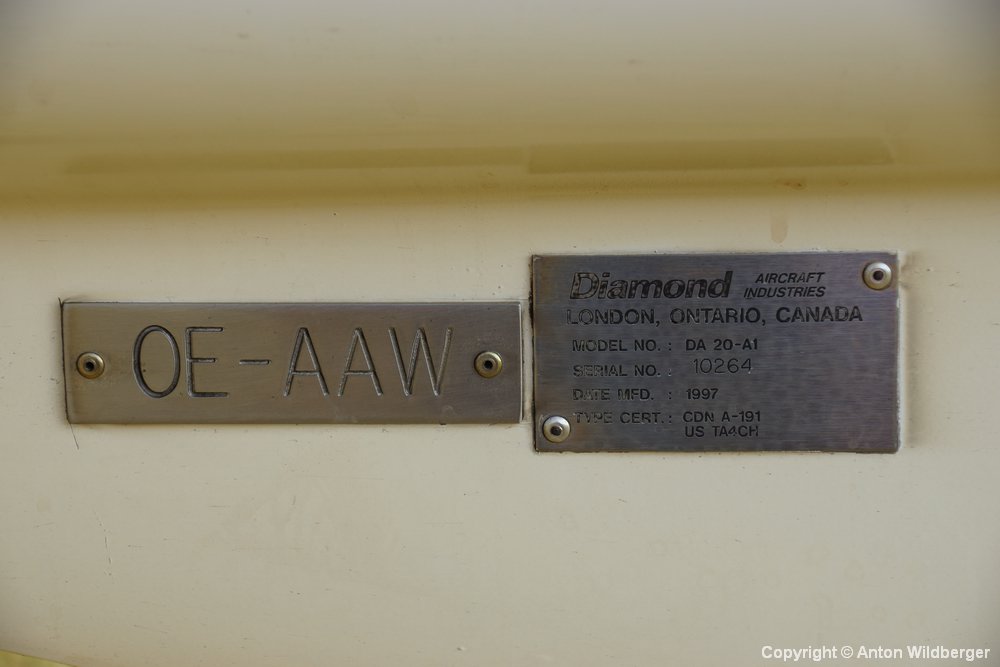 OE-AAW
Diamond AIRCRAFT INDUSTRIES
LONDON, ONTARIO, CANADA
MODEL NO. : DA 20-A1
SERIAL NO. : 10264
DATE MFD. : 1997
TYPE CERT. : CDN A-191
US TA4CH
Copyright © Anton Wildberger